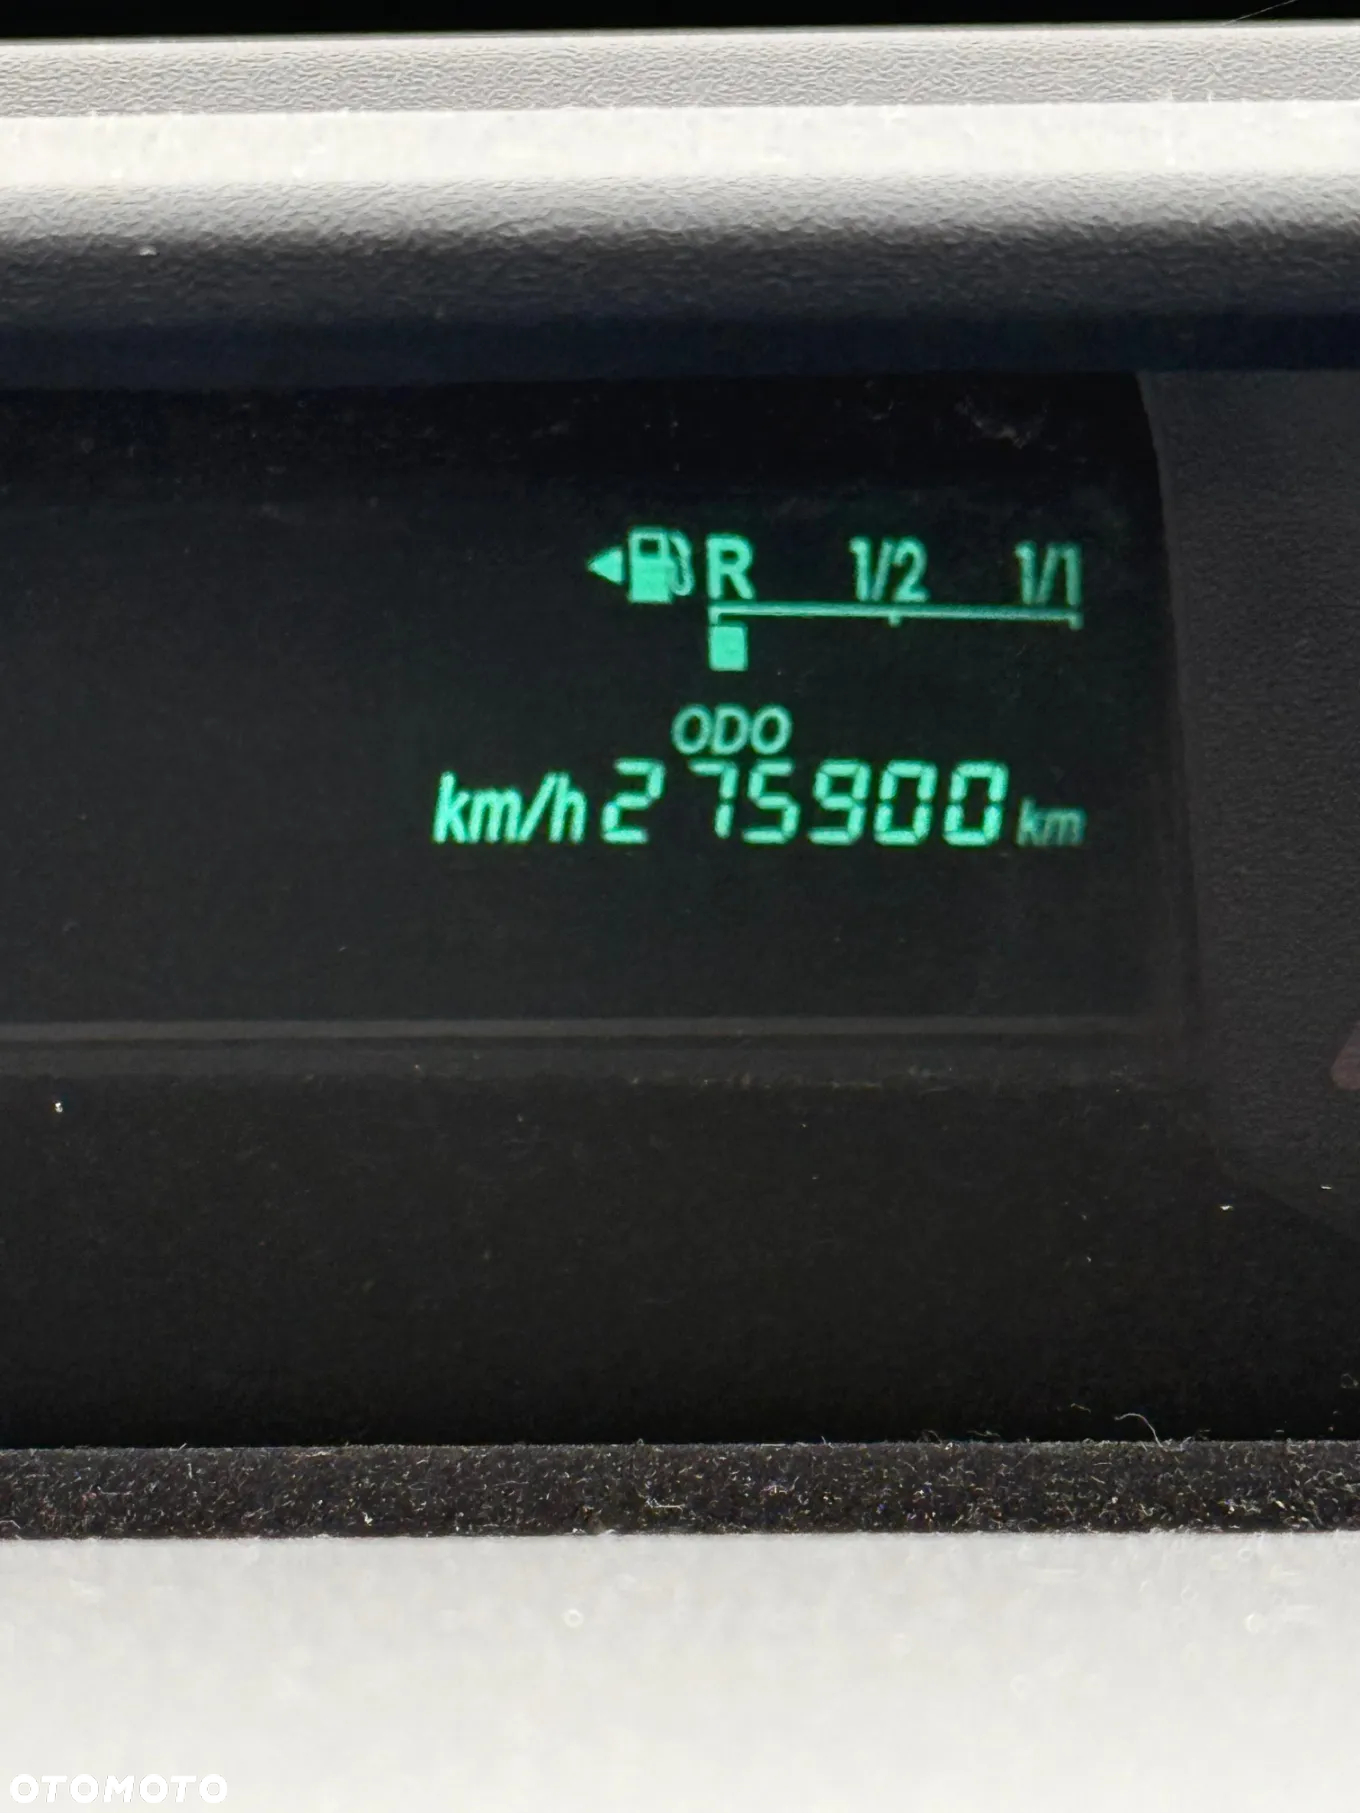 R 1/2 1/1
ODO
km/h 275900 km
OTOMOTO